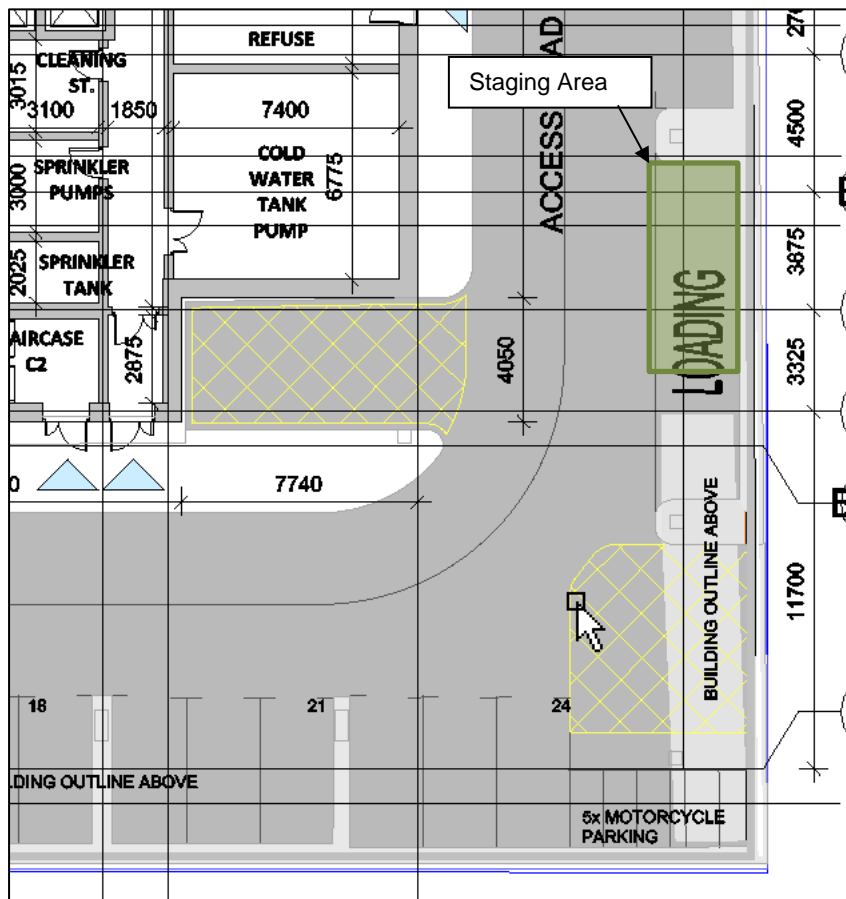 REFUSE
Staging Area
CLEANING
ST.
3015
3100
1850
7400
COLD
WATER
TANK
PUMP
6775
SPRINKLER
PUMPS
3000
SPRINKLER
TANK
2025
AIRCASE
C2
2875
ACCESS
AD
4500
3875
LOADING
3325
4050
7740
0
BUILDING OUTLINE ABOVE
11700
18
21
24
LDING OUTLINE ABOVE
5x MOTORCYCLE
PARKING